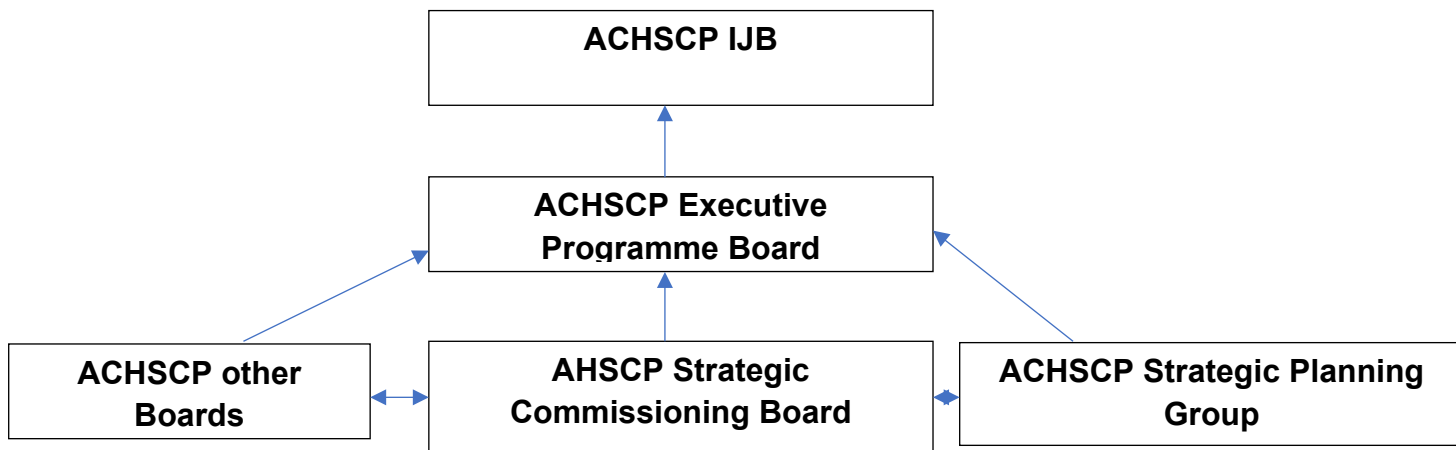 ACHSCP IJB
ACHSCP Executive
Programme Board
ACHSCP other
Boards
AHSCP Strategic
Commissioning Board
ACHSCP Strategic Planning
Group